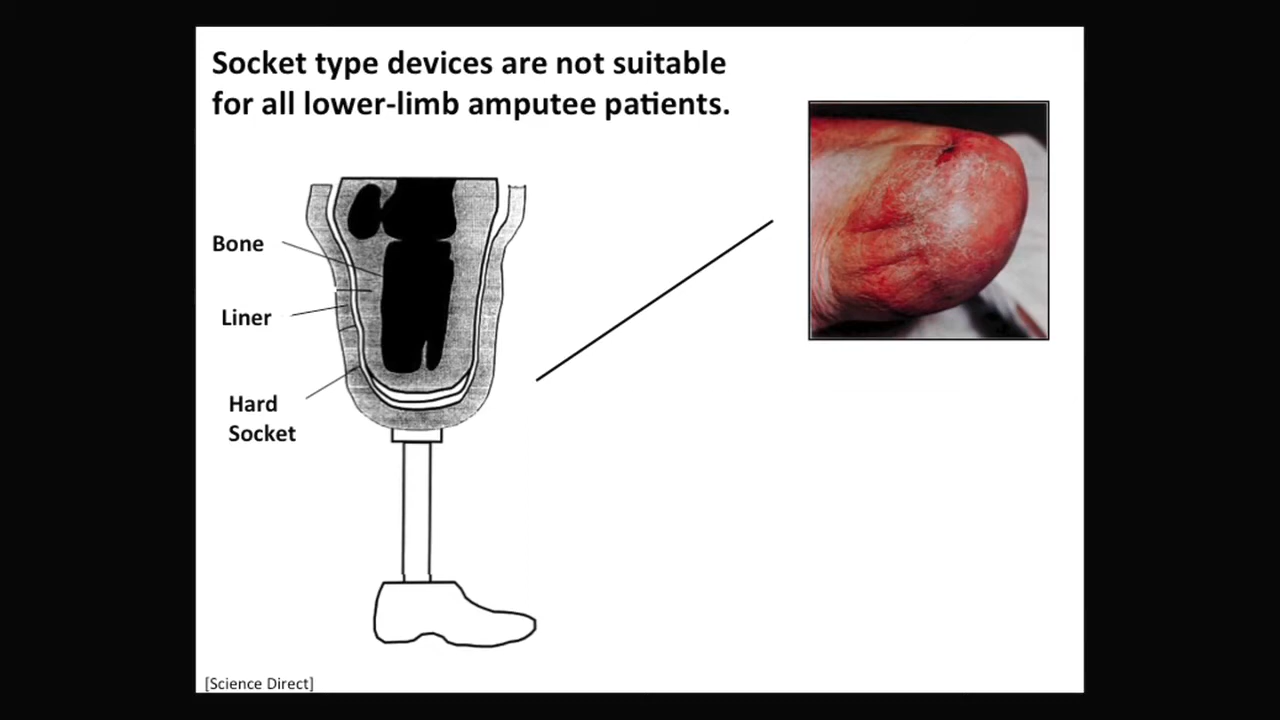 Socket type devices are not suitable
for all lower-limb amputee patients.
Bone
Liner
Hard
Socket
[Science Direct]